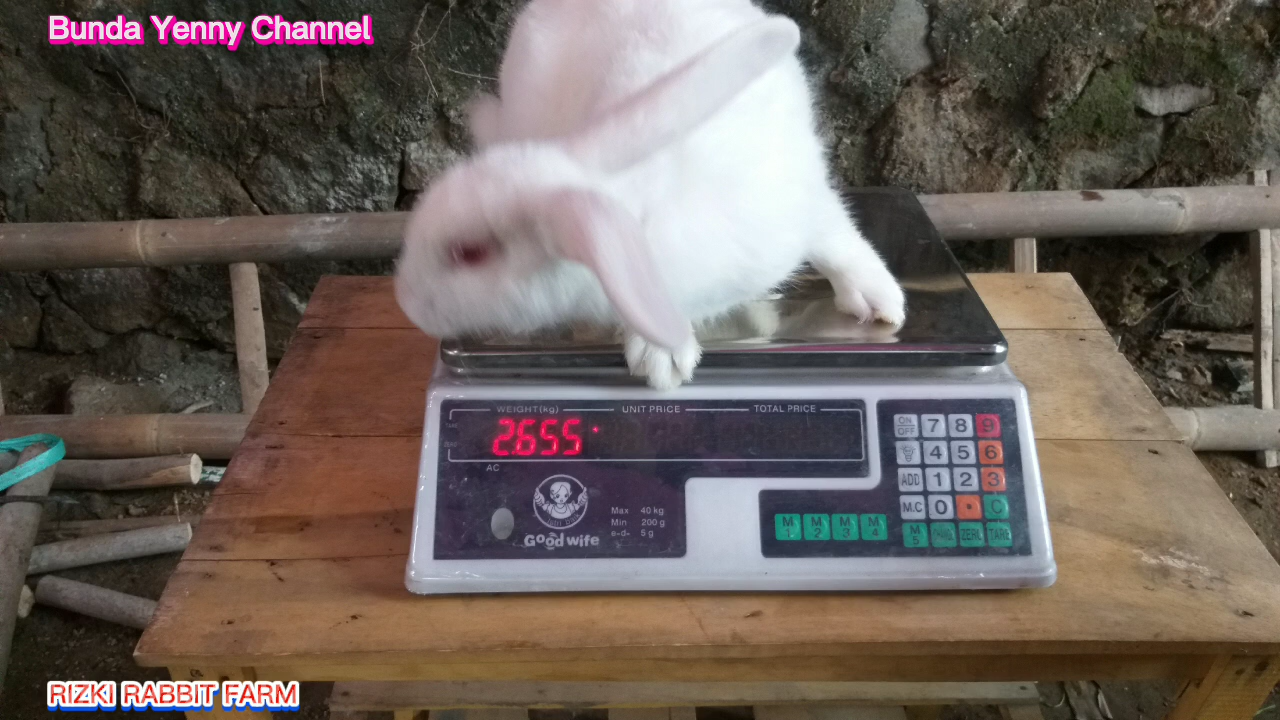 Bunda Yenny Channel
WEIGHT(kg) UNIT PRICE TOTAL PRICE
2.655
AC
Max 40 kg
Min 200 g
e=d= 5 g
Good wife
ON OFF 7 8 9
4 5 6
ADD 1 2 3
M.C 0 . C
M1 M2 M3 M4
M5 ZERO TARE
RIZKI RABBIT FARM